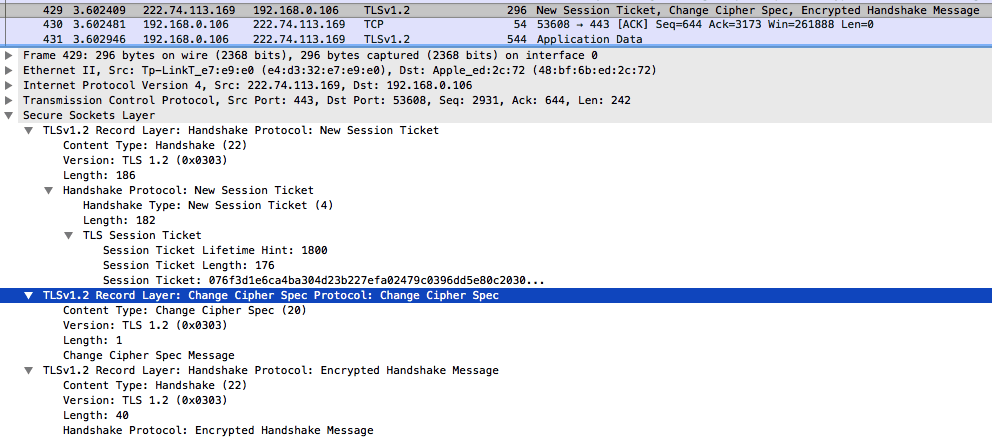 429 3.602409 222.74.113.169 192.168.0.106 TLSv1.2 296 New Session Ticket, Change Cipher Spec, Encrypted Handshake Message
430 3.602481 192.168.0.106 222.74.113.169 TCP 54 53608 → 443 [ACK] Seq=644 Ack=3173 Win=261888 Len=0
431 3.602946 192.168.0.106 222.74.113.169 TLSv1.2 544 Application Data
Frame 429: 296 bytes on wire (2368 bits), 296 bytes captured (2368 bits) on interface 0
Ethernet II, Src: Tp-LinkT_e7:e9:e0 (e4:d3:32:e7:e9:e0), Dst: Apple_ed:2c:72 (48:bf:6b:ed:2c:72)
Internet Protocol Version 4, Src: 222.74.113.169, Dst: 192.168.0.106
Transmission Control Protocol, Src Port: 443, Dst Port: 53608, Seq: 2931, Ack: 644, Len: 242
Secure Sockets Layer
TLSv1.2 Record Layer: Handshake Protocol: New Session Ticket
Content Type: Handshake (22)
Version: TLS 1.2 (0x0303)
Length: 186
Handshake Protocol: New Session Ticket
Handshake Type: New Session Ticket (4)
Length: 182
TLS Session Ticket
Session Ticket Lifetime Hint: 1800
Session Ticket Length: 176
Session Ticket: 076f3d1e6ca4ba304d23b227efa02479c0396dd5e80c2030...
TLSv1.2 Record Layer: Change Cipher Spec Protocol: Change Cipher Spec
Content Type: Change Cipher Spec (20)
Version: TLS 1.2 (0x0303)
Length: 1
Change Cipher Spec Message
TLSv1.2 Record Layer: Handshake Protocol: Encrypted Handshake Message
Content Type: Handshake (22)
Version: TLS 1.2 (0x0303)
Length: 40
Handshake Protocol: Encrypted Handshake Message